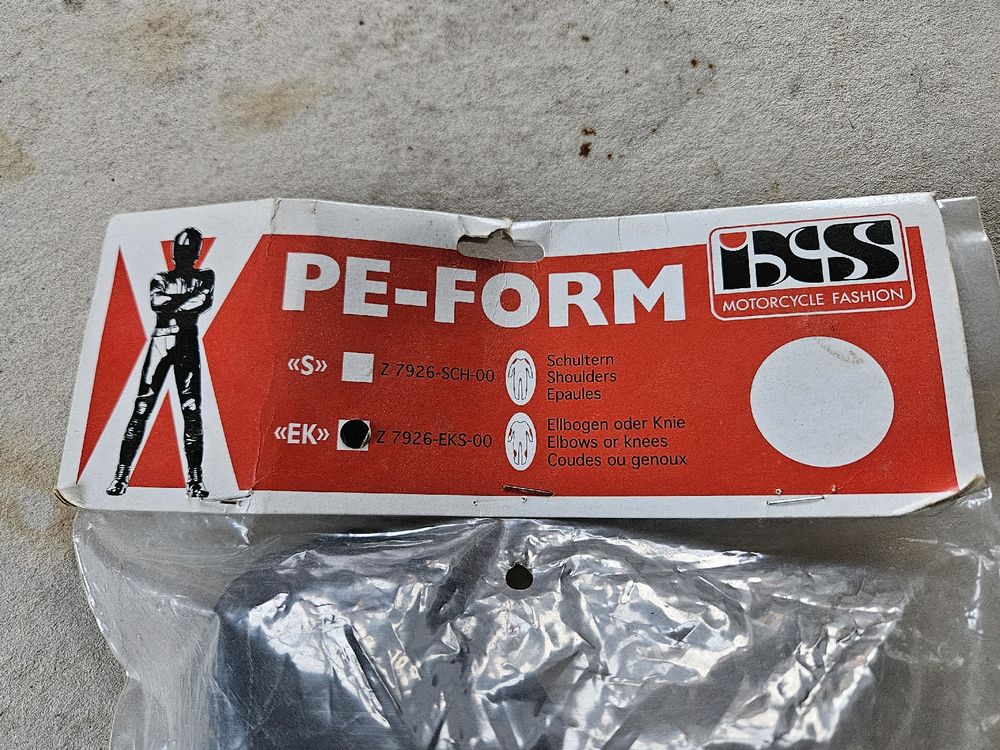 PE-FORM
iXS
MOTORCYCLE FASHION
«S» Z 7926-SCH-00
Schultern
Shoulders
Epaules
«EK» Z 7926-EKS-00
Ellbogen oder Knie
Elbows or knees
Coudes ou genoux